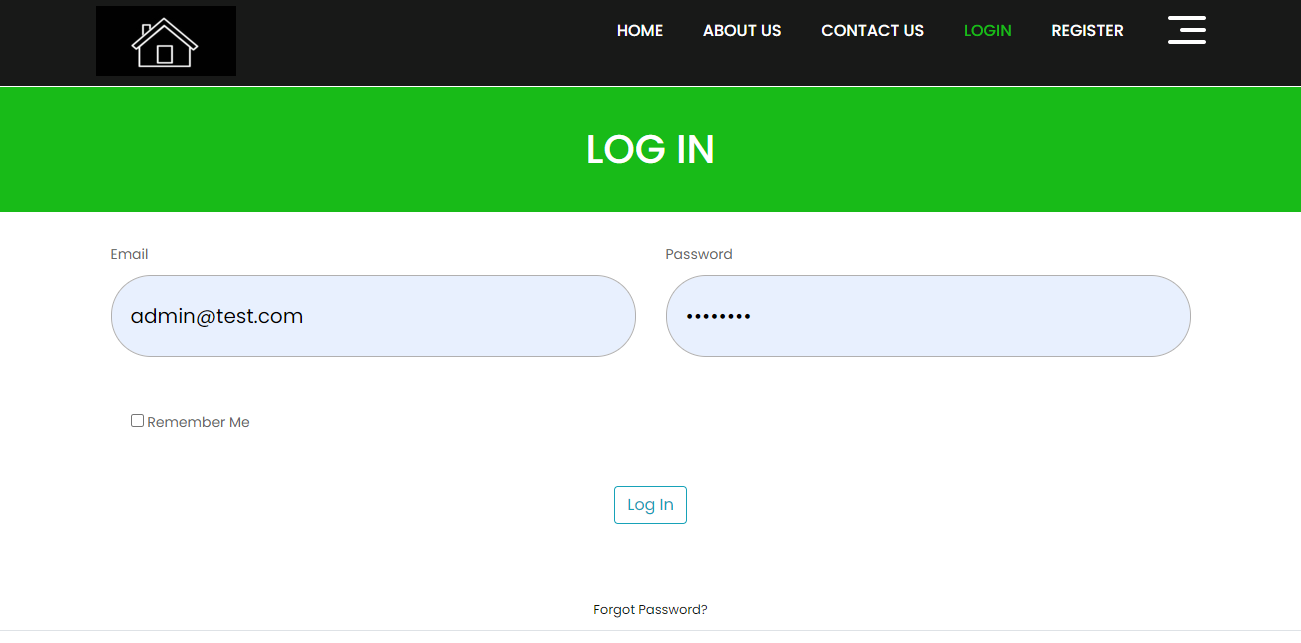 HOME ABOUT US CONTACT US LOGIN REGISTER
LOG IN
Email Password
admin@test.com ••••••••
Remember Me
Log In
Forgot Password?